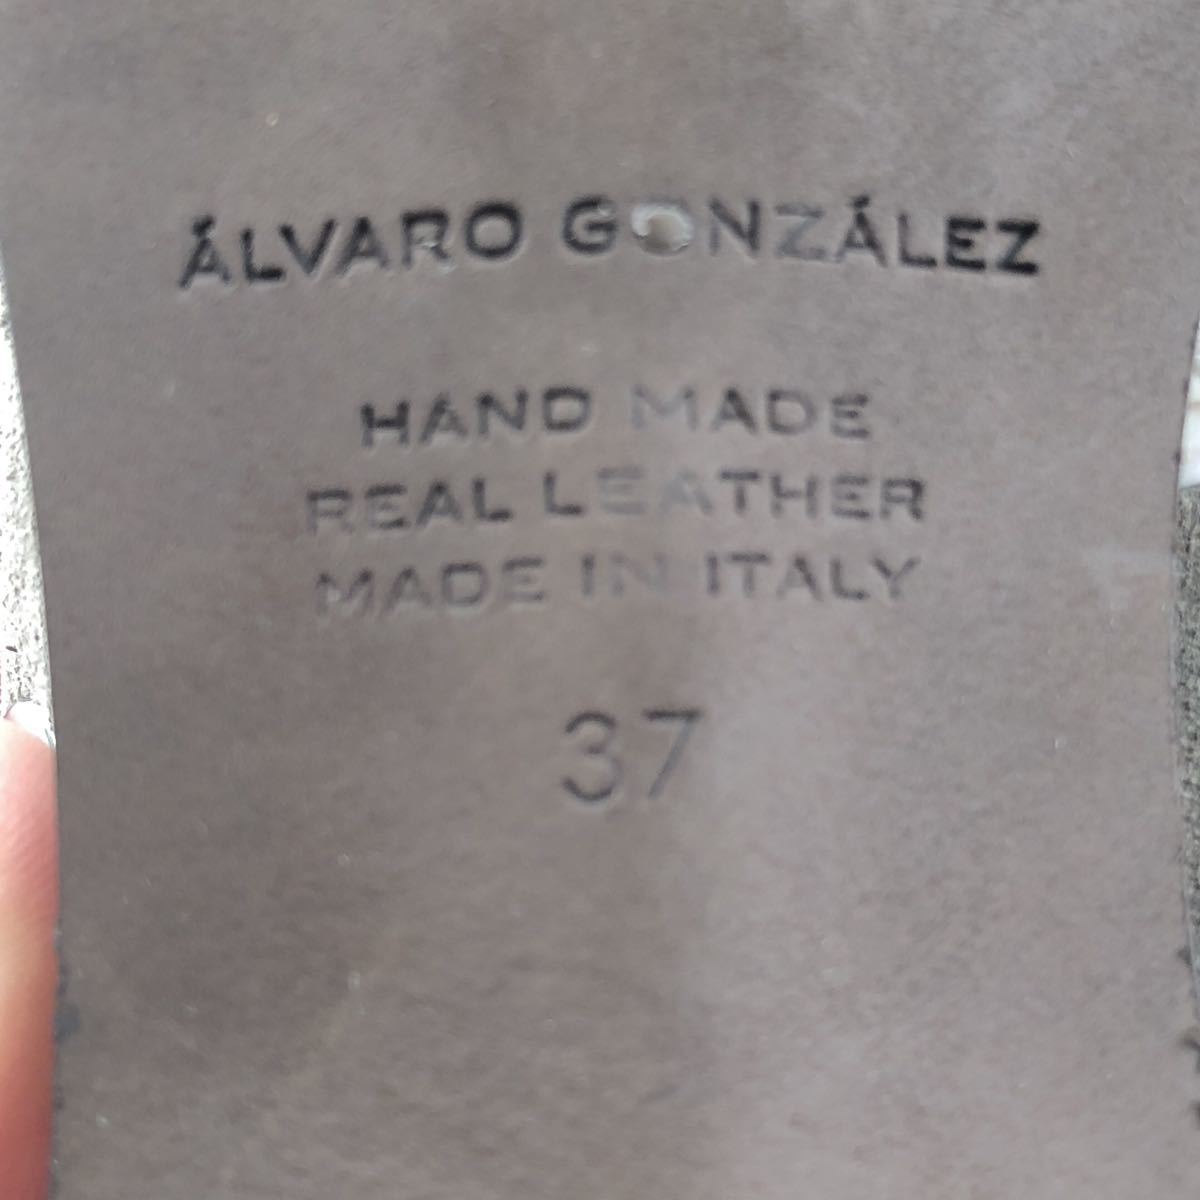 ÁLVARO GONZÁLEZ
HAND MADE
REAL LEATHER
MADE IN ITALY
37